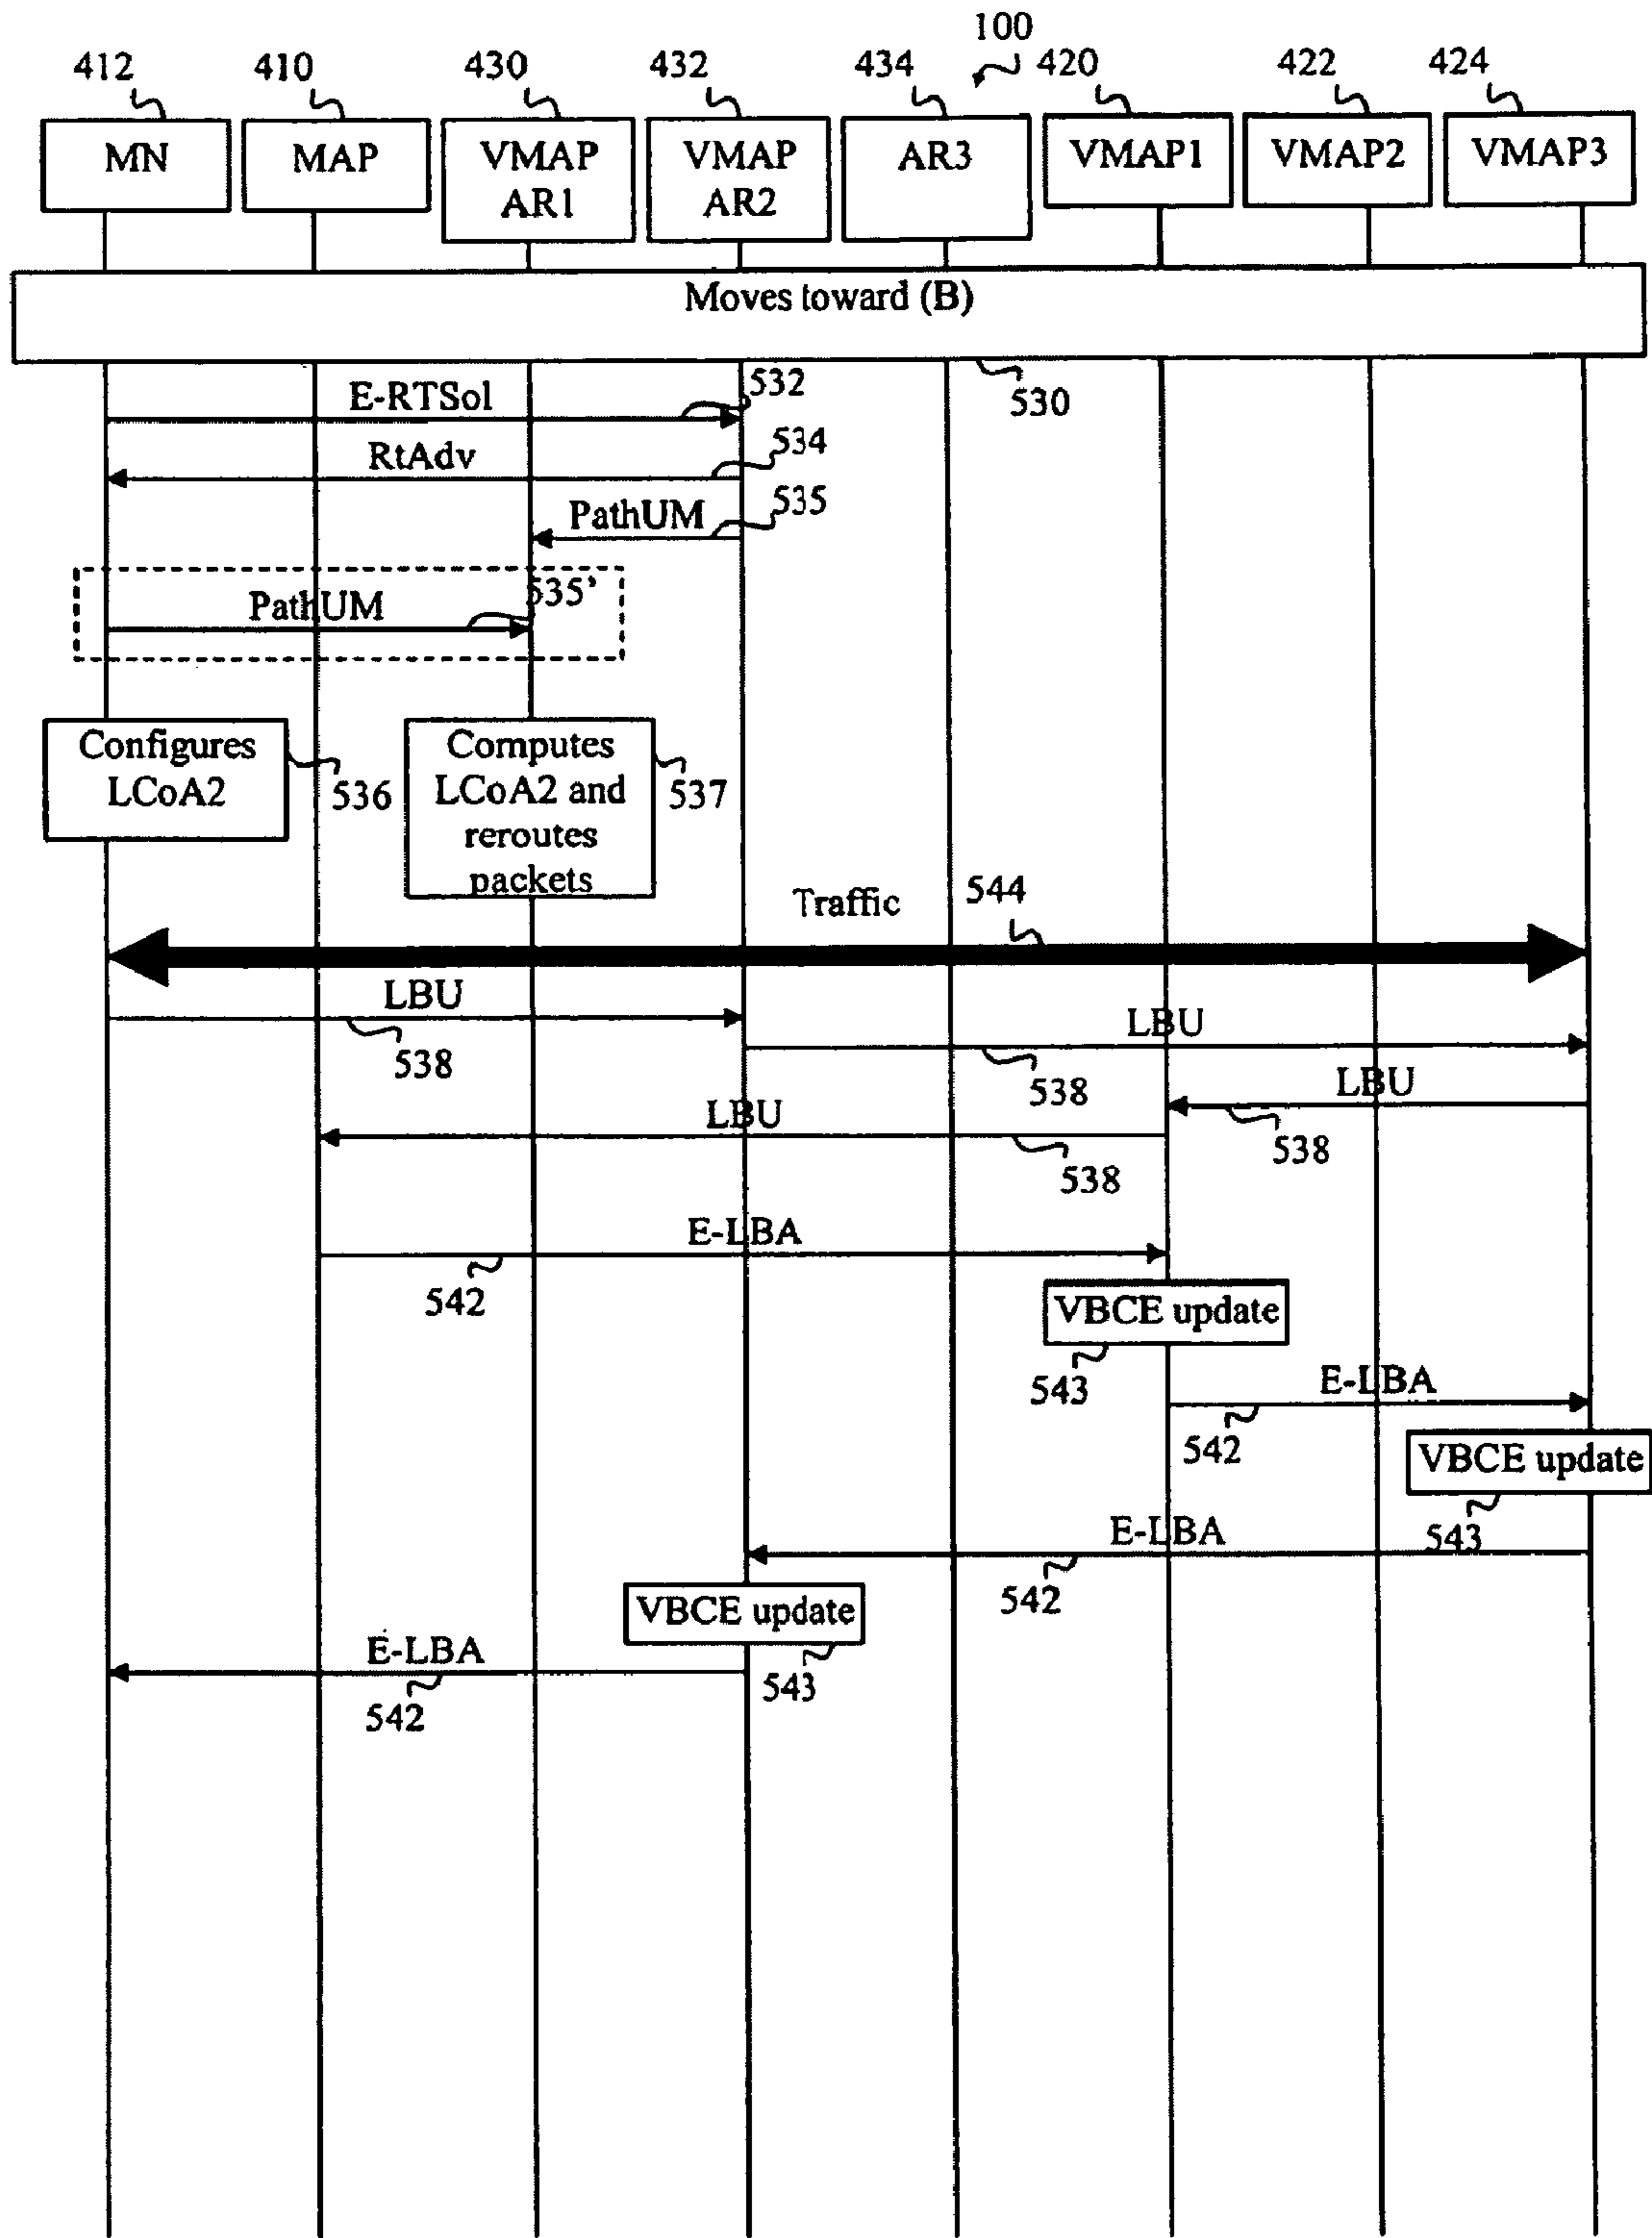 100
412
410
430
432
434
420
422
424
MN
MAP
VMAP
AR1
VMAP
AR2
AR3
VMAP1
VMAP2
VMAP3
Moves toward (B)
530
E-RTSol
532
RtAdv
534
PathUM
535
PathUM
535'
Configures
LCoA2
536
Computes
LCoA2 and
reroutes
packets
537
Traffic
544
LBU
538
LBU
538
LBU
538
LBU
538
E-LBA
542
VBCE update
543
E-LBA
542
VBCE update
543
E-LBA
542
VBCE update
543
E-LBA
542